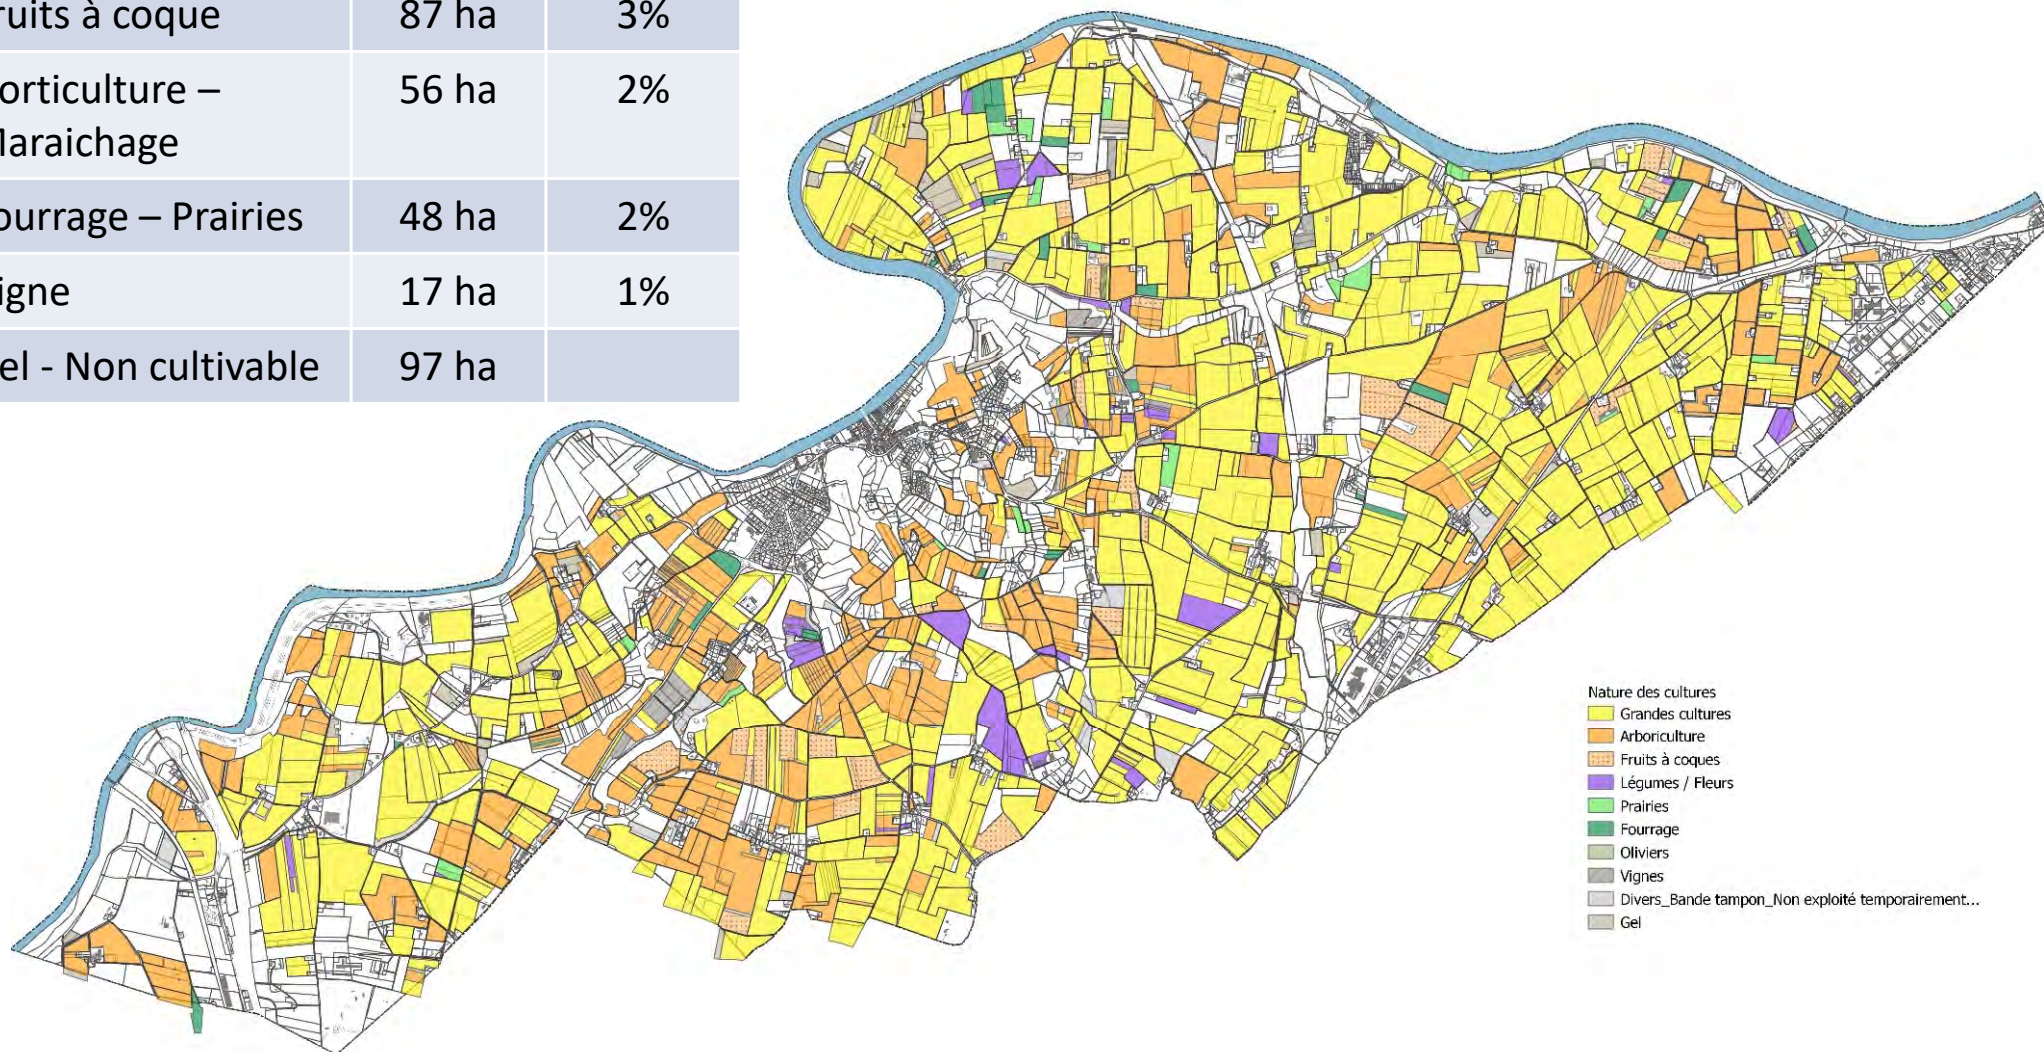 ruits à coque 87 ha 3%
orticulture – 56 ha 2%
Maraichage
ourrage – Prairies 48 ha 2%
igne 17 ha 1%
el - Non cultivable 97 ha
Nature des cultures
Grandes cultures
Arboriculture
Fruits à coques
Légumes / Fleurs
Prairies
Fourrage
Oliviers
Vignes
Divers_Bande tampon_Non exploité temporairement...
Gel